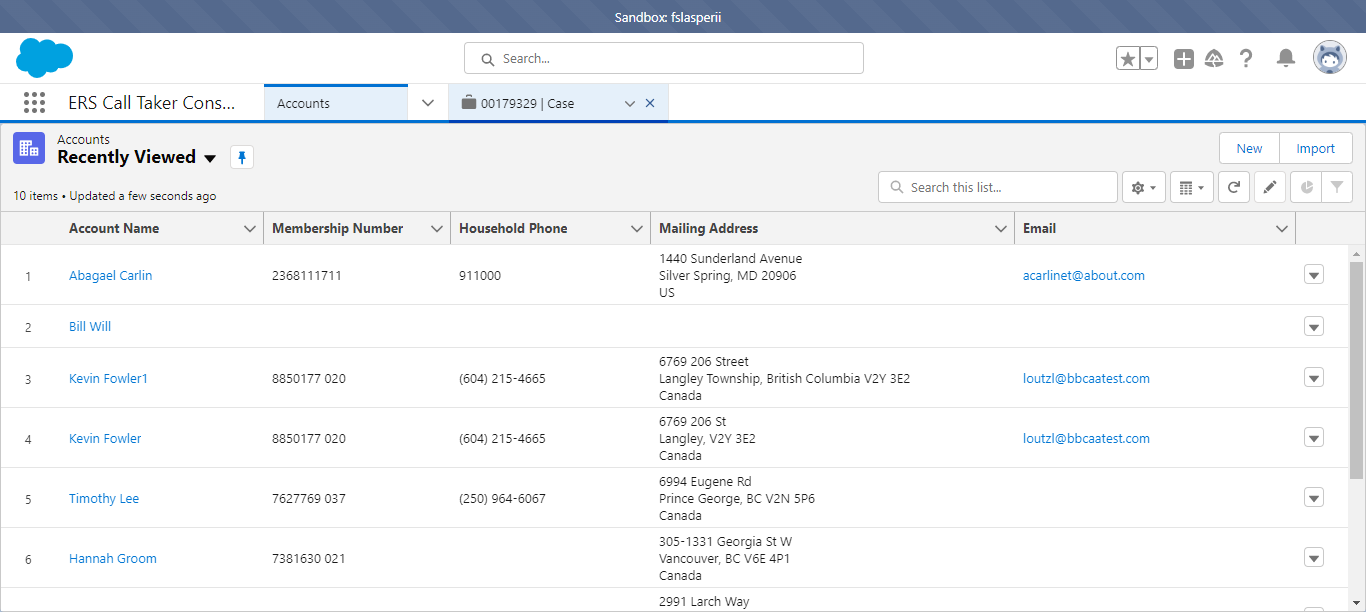 Sandbox: fslasperii
Search...
ERS Call Taker Cons...
Accounts
00179329 | Case
Accounts
Recently Viewed
New
Import
10 items • Updated a few seconds ago
Search this list...
Account Name
Membership Number
Household Phone
Mailing Address
Email
1
Abagael Carlin
2368111711
911000
1440 Sunderland Avenue
Silver Spring, MD 20906
US
acarlinet@about.com
2
Bill Will
3
Kevin Fowler1
8850177 020
(604) 215-4665
6769 206 Street
Langley Township, British Columbia V2Y 3E2
Canada
loutzl@bbcaatest.com
4
Kevin Fowler
8850177 020
(604) 215-4665
6769 206 St
Langley, V2Y 3E2
Canada
loutzl@bbcaatest.com
5
Timothy Lee
7627769 037
(250) 964-6067
6994 Eugene Rd
Prince George, BC V2N 5P6
Canada
6
Hannah Groom
7381630 021
305-1331 Georgia St W
Vancouver, BC V6E 4P1
Canada
2991 Larch Way